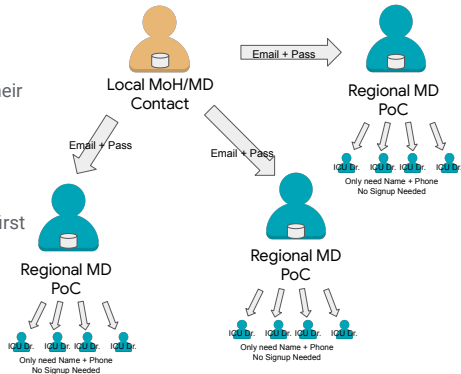 Email + Pass
Local MoH/MD
Contact
Regional MD
PoC
eir
Email + Pass
Email + Pass
ICU Dr. ICU Dr. ICU Dr. ICU Dr.
Only need Name + Phone
No Signup Needed
irst
Regional MD
PoC
Regional MD
PoC
ICU Dr. ICU Dr. ICU Dr. ICU Dr.
Only need Name + Phone
No Signup Needed
ICU Dr. ICU Dr. ICU Dr. ICU Dr.
Only need Name + Phone
No Signup Needed